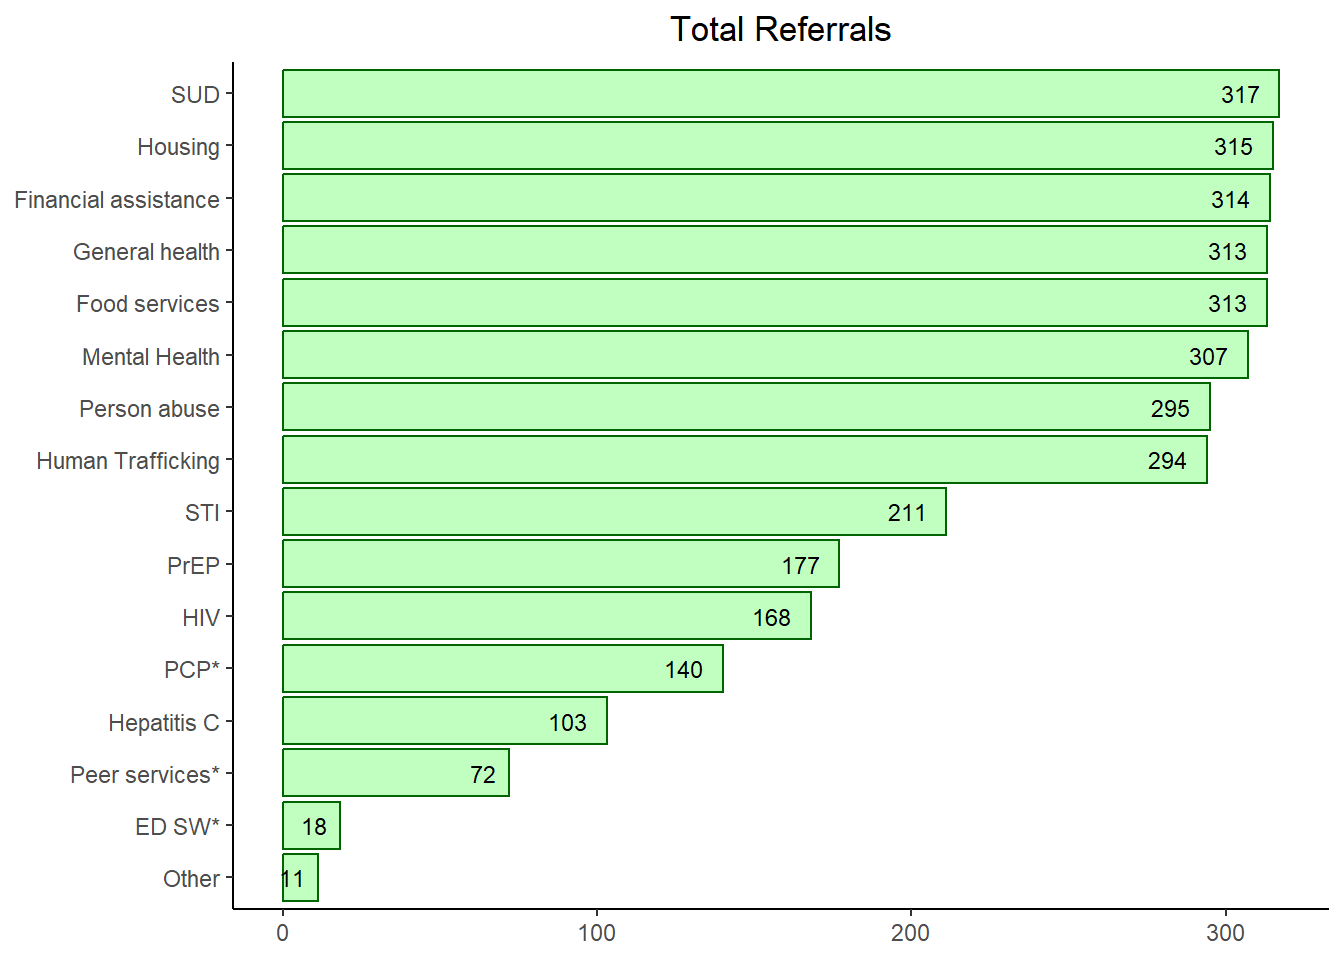 Total Referrals
SUD 317
Housing 315
Financial assistance 314
General health 313
Food services 313
Mental Health 307
Person abuse 295
Human Trafficking 294
STI 211
PrEP 177
HIV 168
PCP* 140
Hepatitis C 103
Peer services* 72
ED SW* 18
Other 11
0 100 200 300